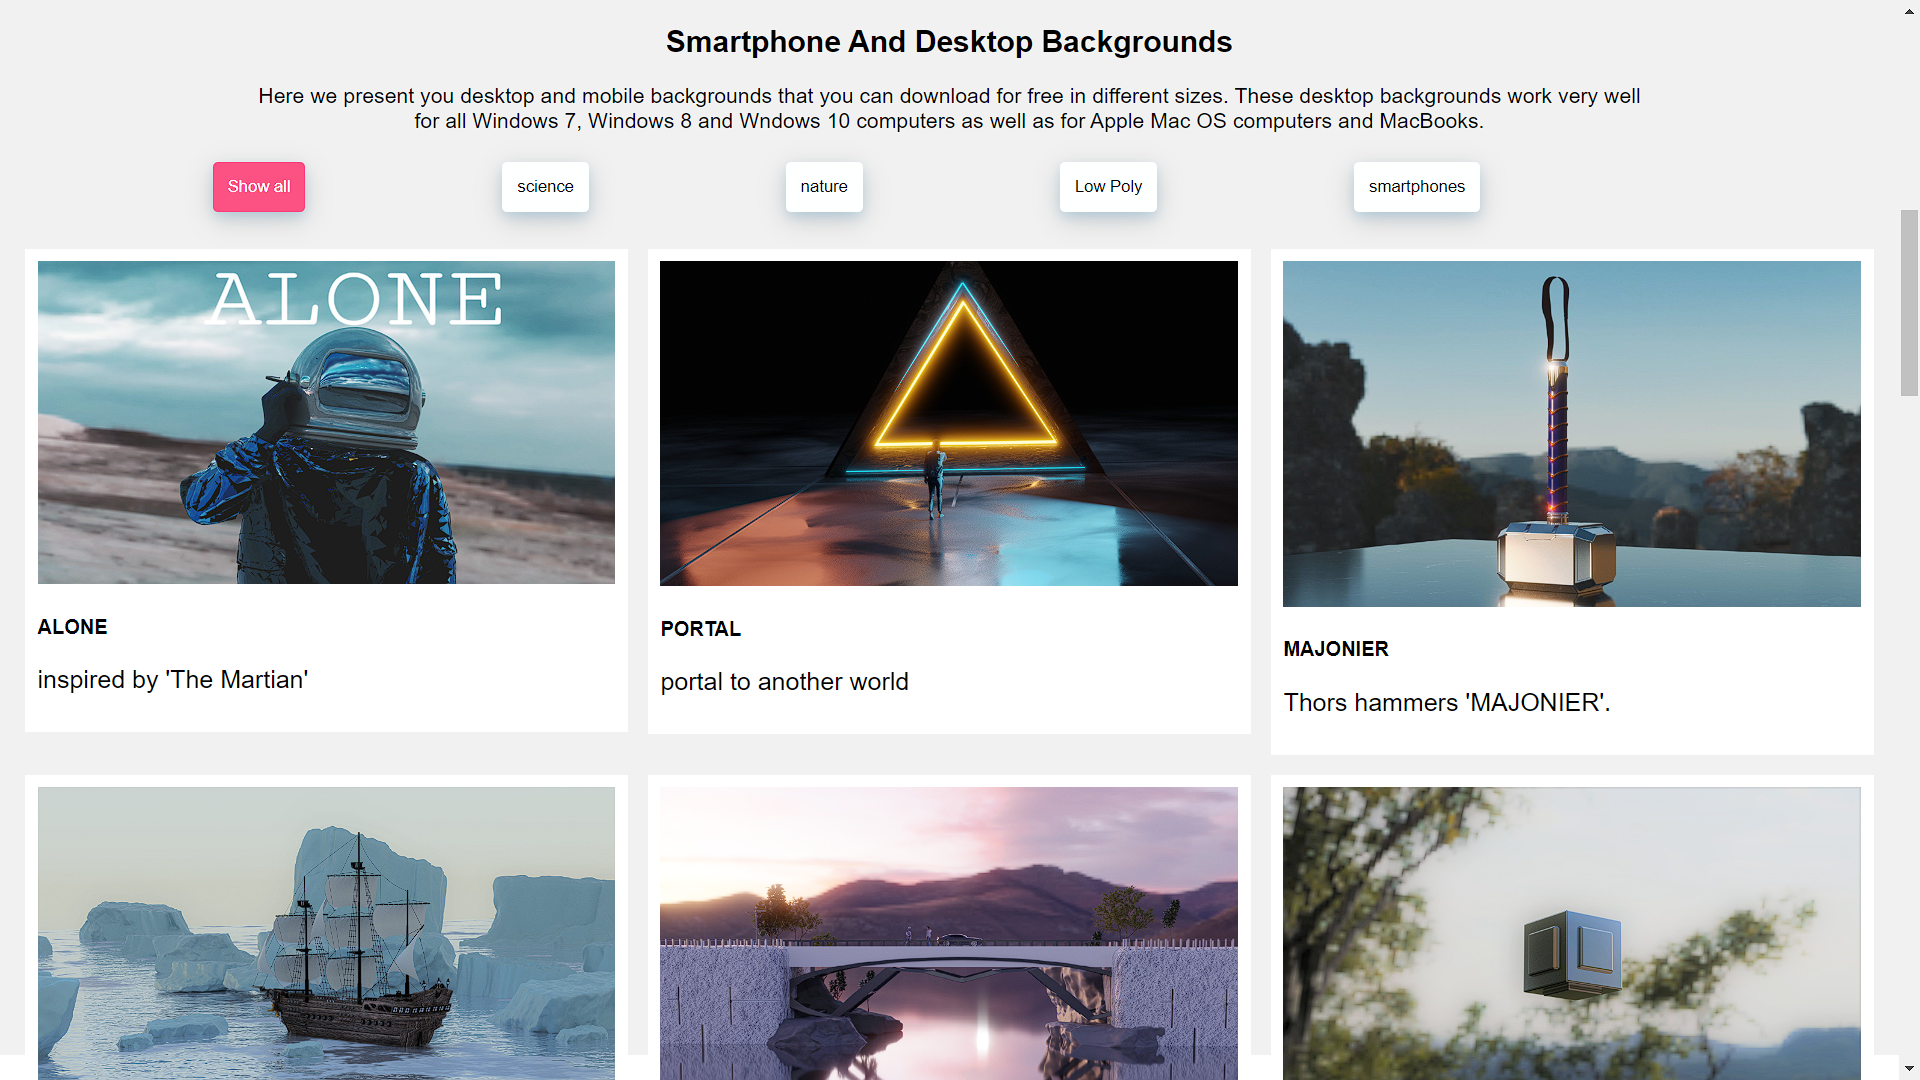 Smartphone And Desktop Backgrounds
Here we present you desktop and mobile backgrounds that you can download for free in different sizes. These desktop backgrounds work very well
for all Windows 7, Windows 8 and Wndows 10 computers as well as for Apple Mac OS computers and MacBooks.
Show all
science
nature
Low Poly
smartphones
ALONE
ALONE
inspired by 'The Martian'
PORTAL
portal to another world
MAJONIER
Thors hammers 'MAJONIER'.